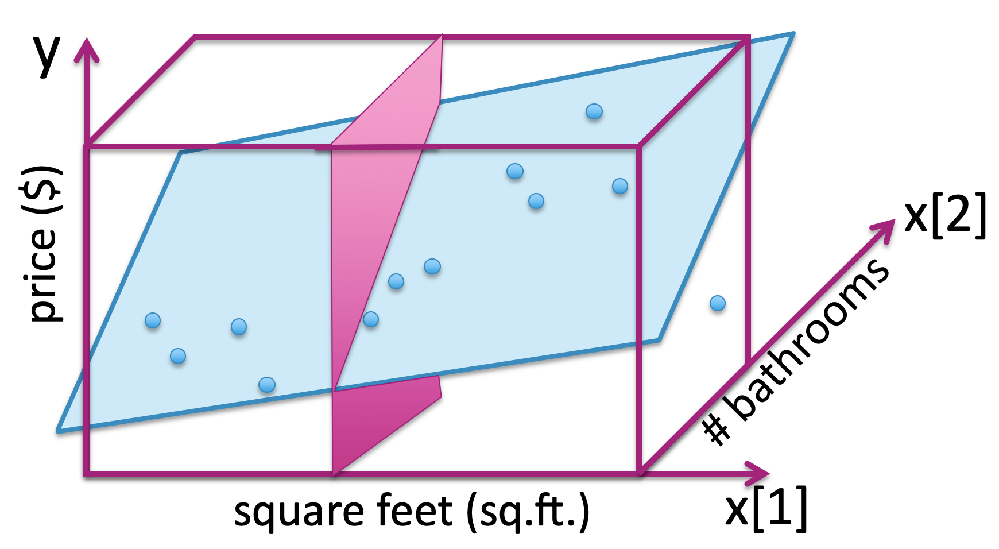 y
price ($)
x[2]
# bathrooms
square feet (sq.ft.)
x[1]